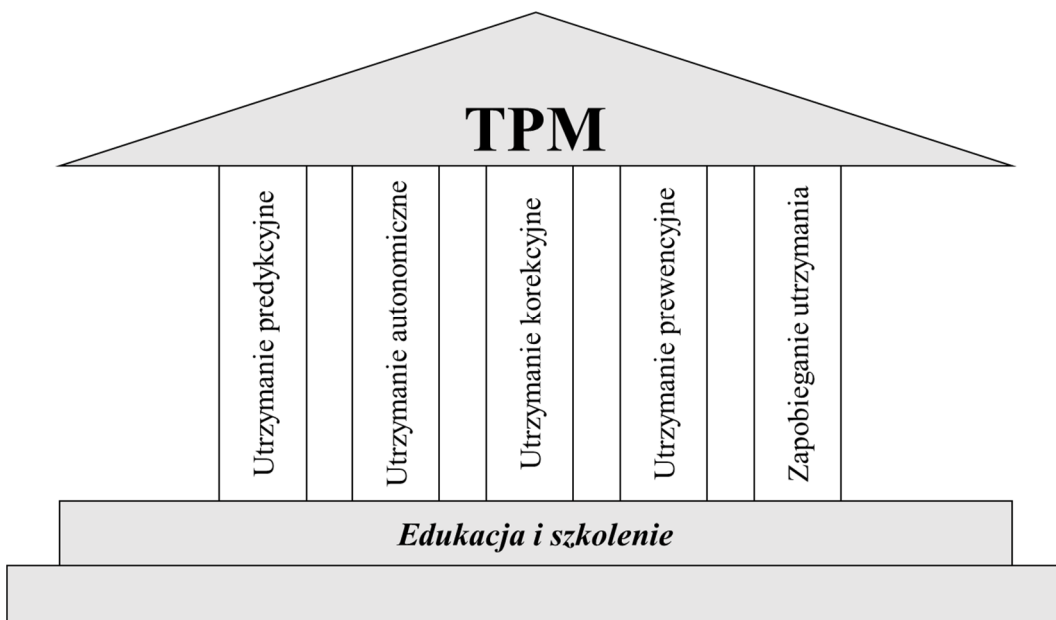 TPM
Utrzymanie predykcyjne
Utrzymanie autonomiczne
Utrzymanie korekcyjne
Utrzymanie prewencyjne
Zapobieganie utrzymania
Edukacja i szkolenie